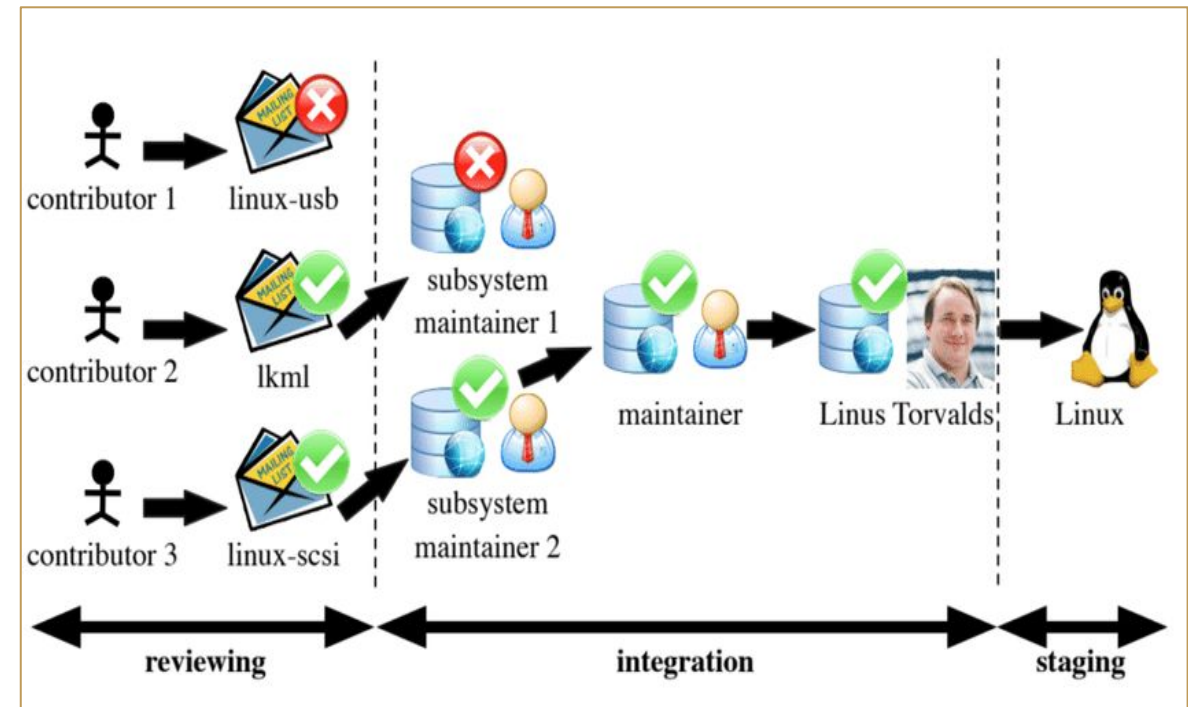 MAILING LIST
contributor 1
linux-usb
MAILING LIST
contributor 2
lkml
MAILING LIST
contributor 3
linux-scsi
subsystem
maintainer 1
subsystem
maintainer 2
maintainer
Linus Torvalds
Linux
reviewing
integration
staging